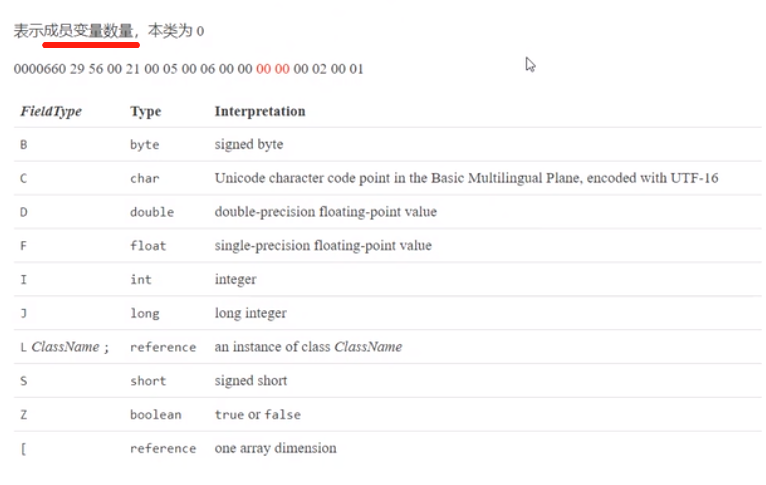 表示成员变量数量，本类为 0
0000660 29 56 00 21 00 05 00 06 00 00 00 00 00 02 00 01
FieldType Type Interpretation
B byte signed byte
C char Unicode character code point in the Basic Multilingual Plane, encoded with UTF-16
D double double-precision floating-point value
F float single-precision floating-point value
I int integer
J long long integer
L ClassName ; reference an instance of class ClassName
S short signed short
Z boolean true or false
[ reference one array dimension